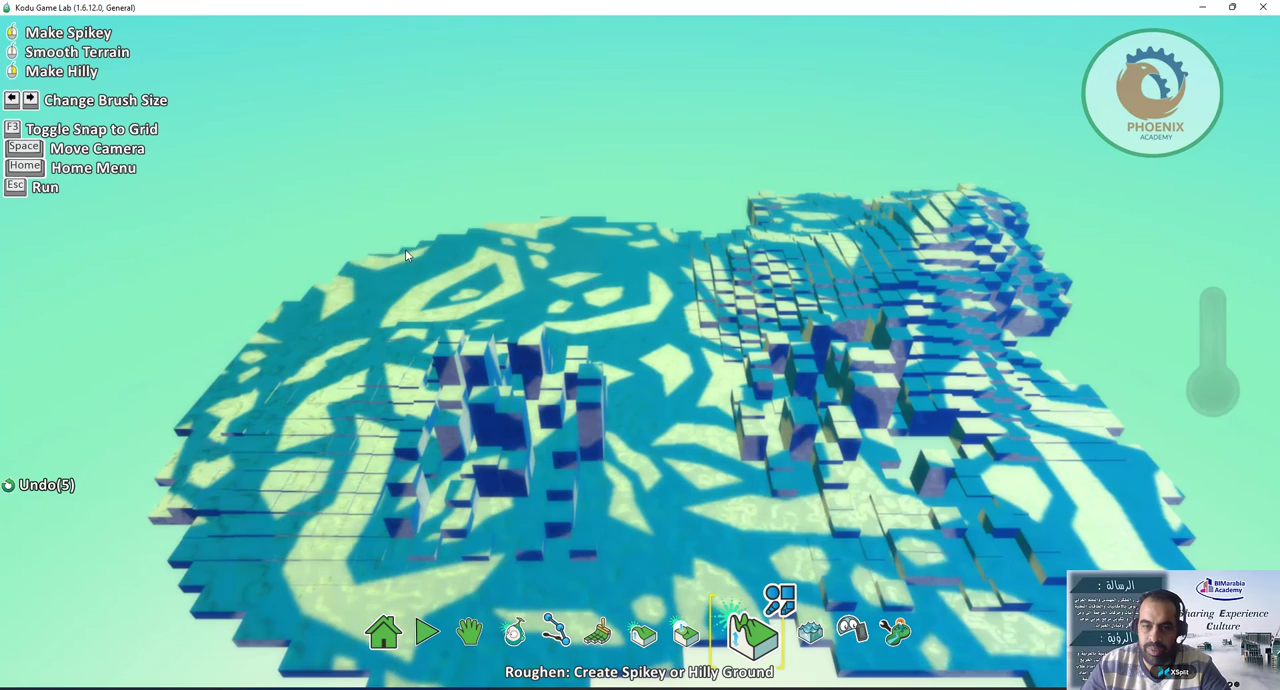 Kodu Game Lab (1.6.12.0, General)
Make Spikey
Smooth Terrain
Make Hilly
Change Brush Size
F3 Toggle Snap to Grid
Space Move Camera
Home Home Menu
Esc Run
PHOENIX
ACADEMY
Undo(5)
Roughen: Create Spikey or Hilly Ground
الرسالة :
الرؤية :
BIMarabia
Academy
Sharing Experience
Culture
XSplit